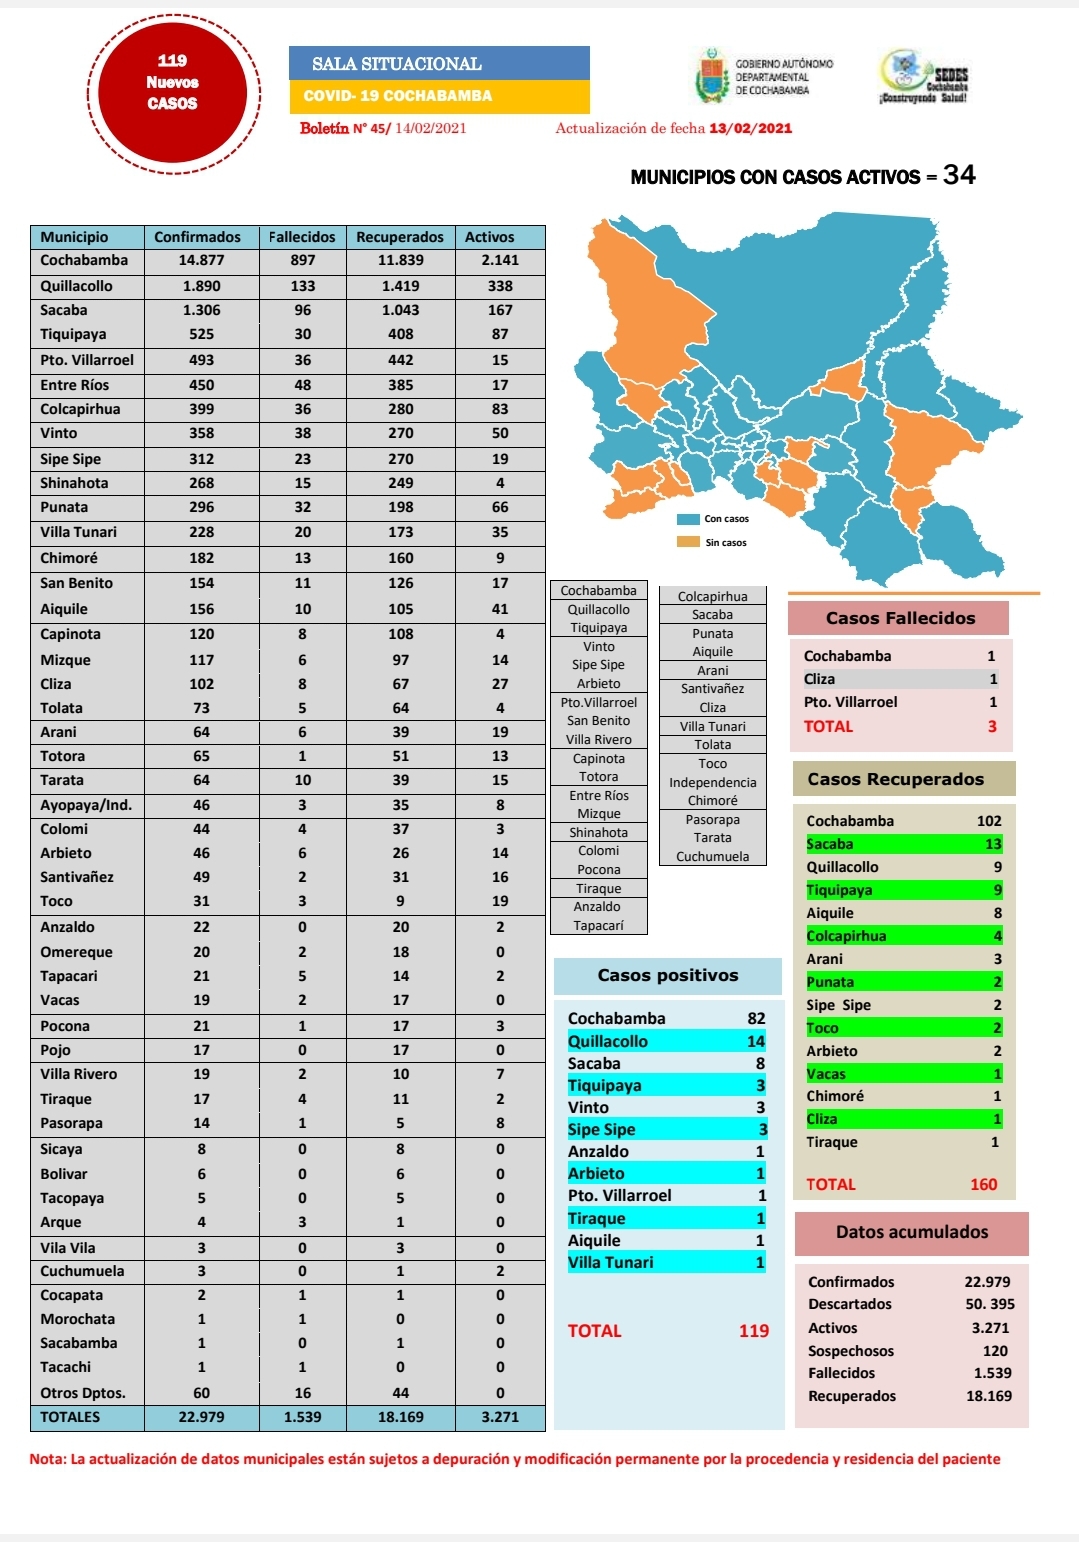 119
Nuevos
CASOS
SALA SITUACIONAL
COVID- 19 COCHABAMBA
Boletín N° 45/ 14/02/2021
Actualización de fecha 13/02/2021
GOBIERNO AUTÓNOMO
DEPARTAMENTAL
DE COCHABAMBA
SEDES
Cochabamba
¡Construyendo Salud!
MUNICIPIOS CON CASOS ACTIVOS = 34
Municipio Confirmados Fallecidos Recuperados Activos
Cochabamba 14.877 897 11.839 2.141
Quillacollo 1.890 133 1.419 338
Sacaba 1.306 96 1.043 167
Tiquipaya 525 30 408 87
Pto. Villarroel 493 36 442 15
Entre Ríos 450 48 385 17
Colcapirhua 399 36 280 83
Vinto 358 38 270 50
Sipe Sipe 312 23 270 19
Shinahota 268 15 249 4
Punata 296 32 198 66
Villa Tunari 228 20 173 35
Chimoré 182 13 160 9
San Benito 154 11 126 17
Aiquile 156 10 105 41
Capinota 120 8 108 4
Mizque 117 6 97 14
Cliza 102 8 67 27
Tolata 73 5 64 4
Arani 64 6 39 19
Totora 65 1 51 13
Tarata 64 10 39 15
Ayopaya/Ind. 46 3 35 8
Colomi 44 4 37 3
Arbieto 46 6 26 14
Santivañez 49 2 31 16
Toco 31 3 9 19
Anzaldo 22 0 20 2
Omereque 20 2 18 0
Tapacari 21 5 14 2
Vacas 19 2 17 0
Pocona 21 1 17 3
Pojo 17 0 17 0
Villa Rivero 19 2 10 7
Tiraque 17 4 11 2
Pasorapa 14 1 5 8
Sicaya 8 0 8 0
Bolivar 6 0 6 0
Tacopaya 5 0 5 0
Arque 4 3 1 0
Vila Vila 3 0 3 0
Cuchumuela 3 0 1 2
Cocapata 2 1 1 0
Morochata 1 1 0 0
Sacabamba 1 0 1 0
Tacachi 1 1 0 0
Otros Dptos. 60 16 44 0
TOTALES 22.979 1.539 18.169 3.271
Con casos
Sin casos
Cochabamba
Quillacollo
Tiquipaya
Vinto
Sipe Sipe
Arbieto
Pto.Villarroel
San Benito
Villa Rivero
Capinota
Totora
Entre Ríos
Mizque
Shinahota
Colomi
Pocona
Tiraque
Anzaldo
Tapacarí
Colcapirhua
Sacaba
Punata
Aiquile
Arani
Santivañez
Cliza
Villa Tunari
Tolata
Toco
Independencia
Chimoré
Pasorapa
Tarata
Cuchumuela
Casos positivos
Cochabamba 82
Quillacollo 14
Sacaba 8
Tiquipaya 3
Vinto 3
Sipe Sipe 3
Anzaldo 1
Arbieto 1
Pto. Villarroel 1
Tiraque 1
Aiquile 1
Villa Tunari 1
TOTAL 119
Casos Fallecidos
Cochabamba 1
Cliza 1
Pto. Villarroel 1
TOTAL 3
Casos Recuperados
Cochabamba 102
Sacaba 13
Quillacollo 9
Tiquipaya 9
Aiquile 8
Colcapirhua 4
Arani 3
Punata 2
Sipe Sipe 2
Toco 2
Arbieto 2
Vacas 1
Chimoré 1
Cliza 1
Tiraque 1
TOTAL 160
Datos acumulados
Confirmados 22.979
Descartados 50. 395
Activos 3.271
Sospechosos 120
Fallecidos 1.539
Recuperados 18.169
Nota: La actualización de datos municipales están sujetos a depuración y modificación permanente por la procedencia y residencia del paciente